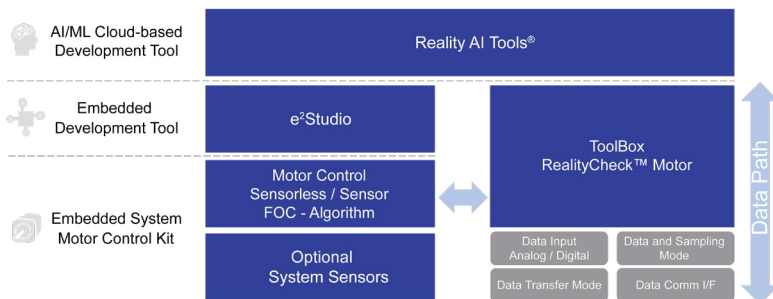 AI/ML Cloud-based
Development Tool
Reality AI Tools®
Embedded
Development Tool
e²Studio
ToolBox
RealityCheck™ Motor
Motor Control
Sensorless / Sensor
FOC - Algorithm
Embedded System
Motor Control Kit
Optional
System Sensors
Data Input
Analog / Digital
Data and Sampling
Mode
Data Transfer Mode
Data Comm I/F
Data Path